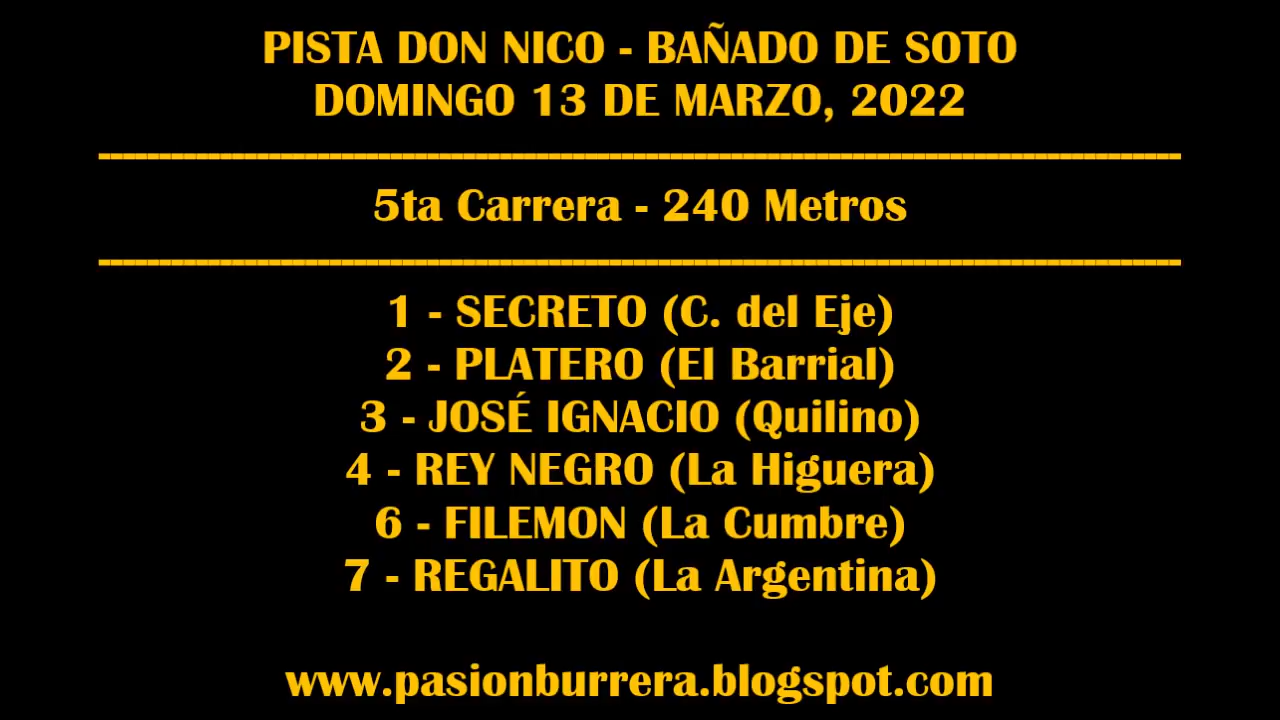 PISTA DON NICO - BAÑADO DE SOTO
DOMINGO 13 DE MARZO, 2022
5ta Carrera - 240 Metros
1 - SECRETO (C. del Eje)
2 - PLATERO (El Barrial)
3 - JOSÉ IGNACIO (Quilino)
4 - REY NEGRO (La Higuera)
6 - FILEMON (La Cumbre)
7 - REGALITO (La Argentina)
www.pasionburrera.blogspot.com